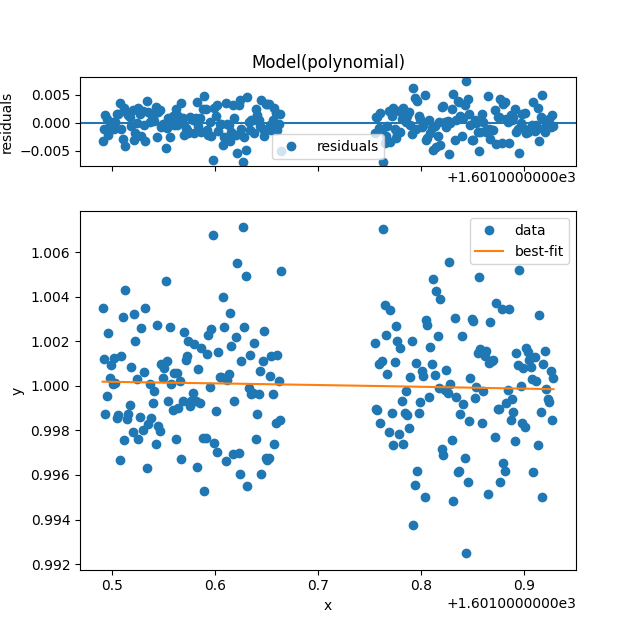 Model(polynomial)
residuals
0.005
0.000
−0.005
residuals
+1.6010000000e3
y
1.006
1.004
1.002
1.000
0.998
0.996
0.994
0.992
data
best-fit
0.5 0.6 0.7 0.8 0.9
x
+1.6010000000e3